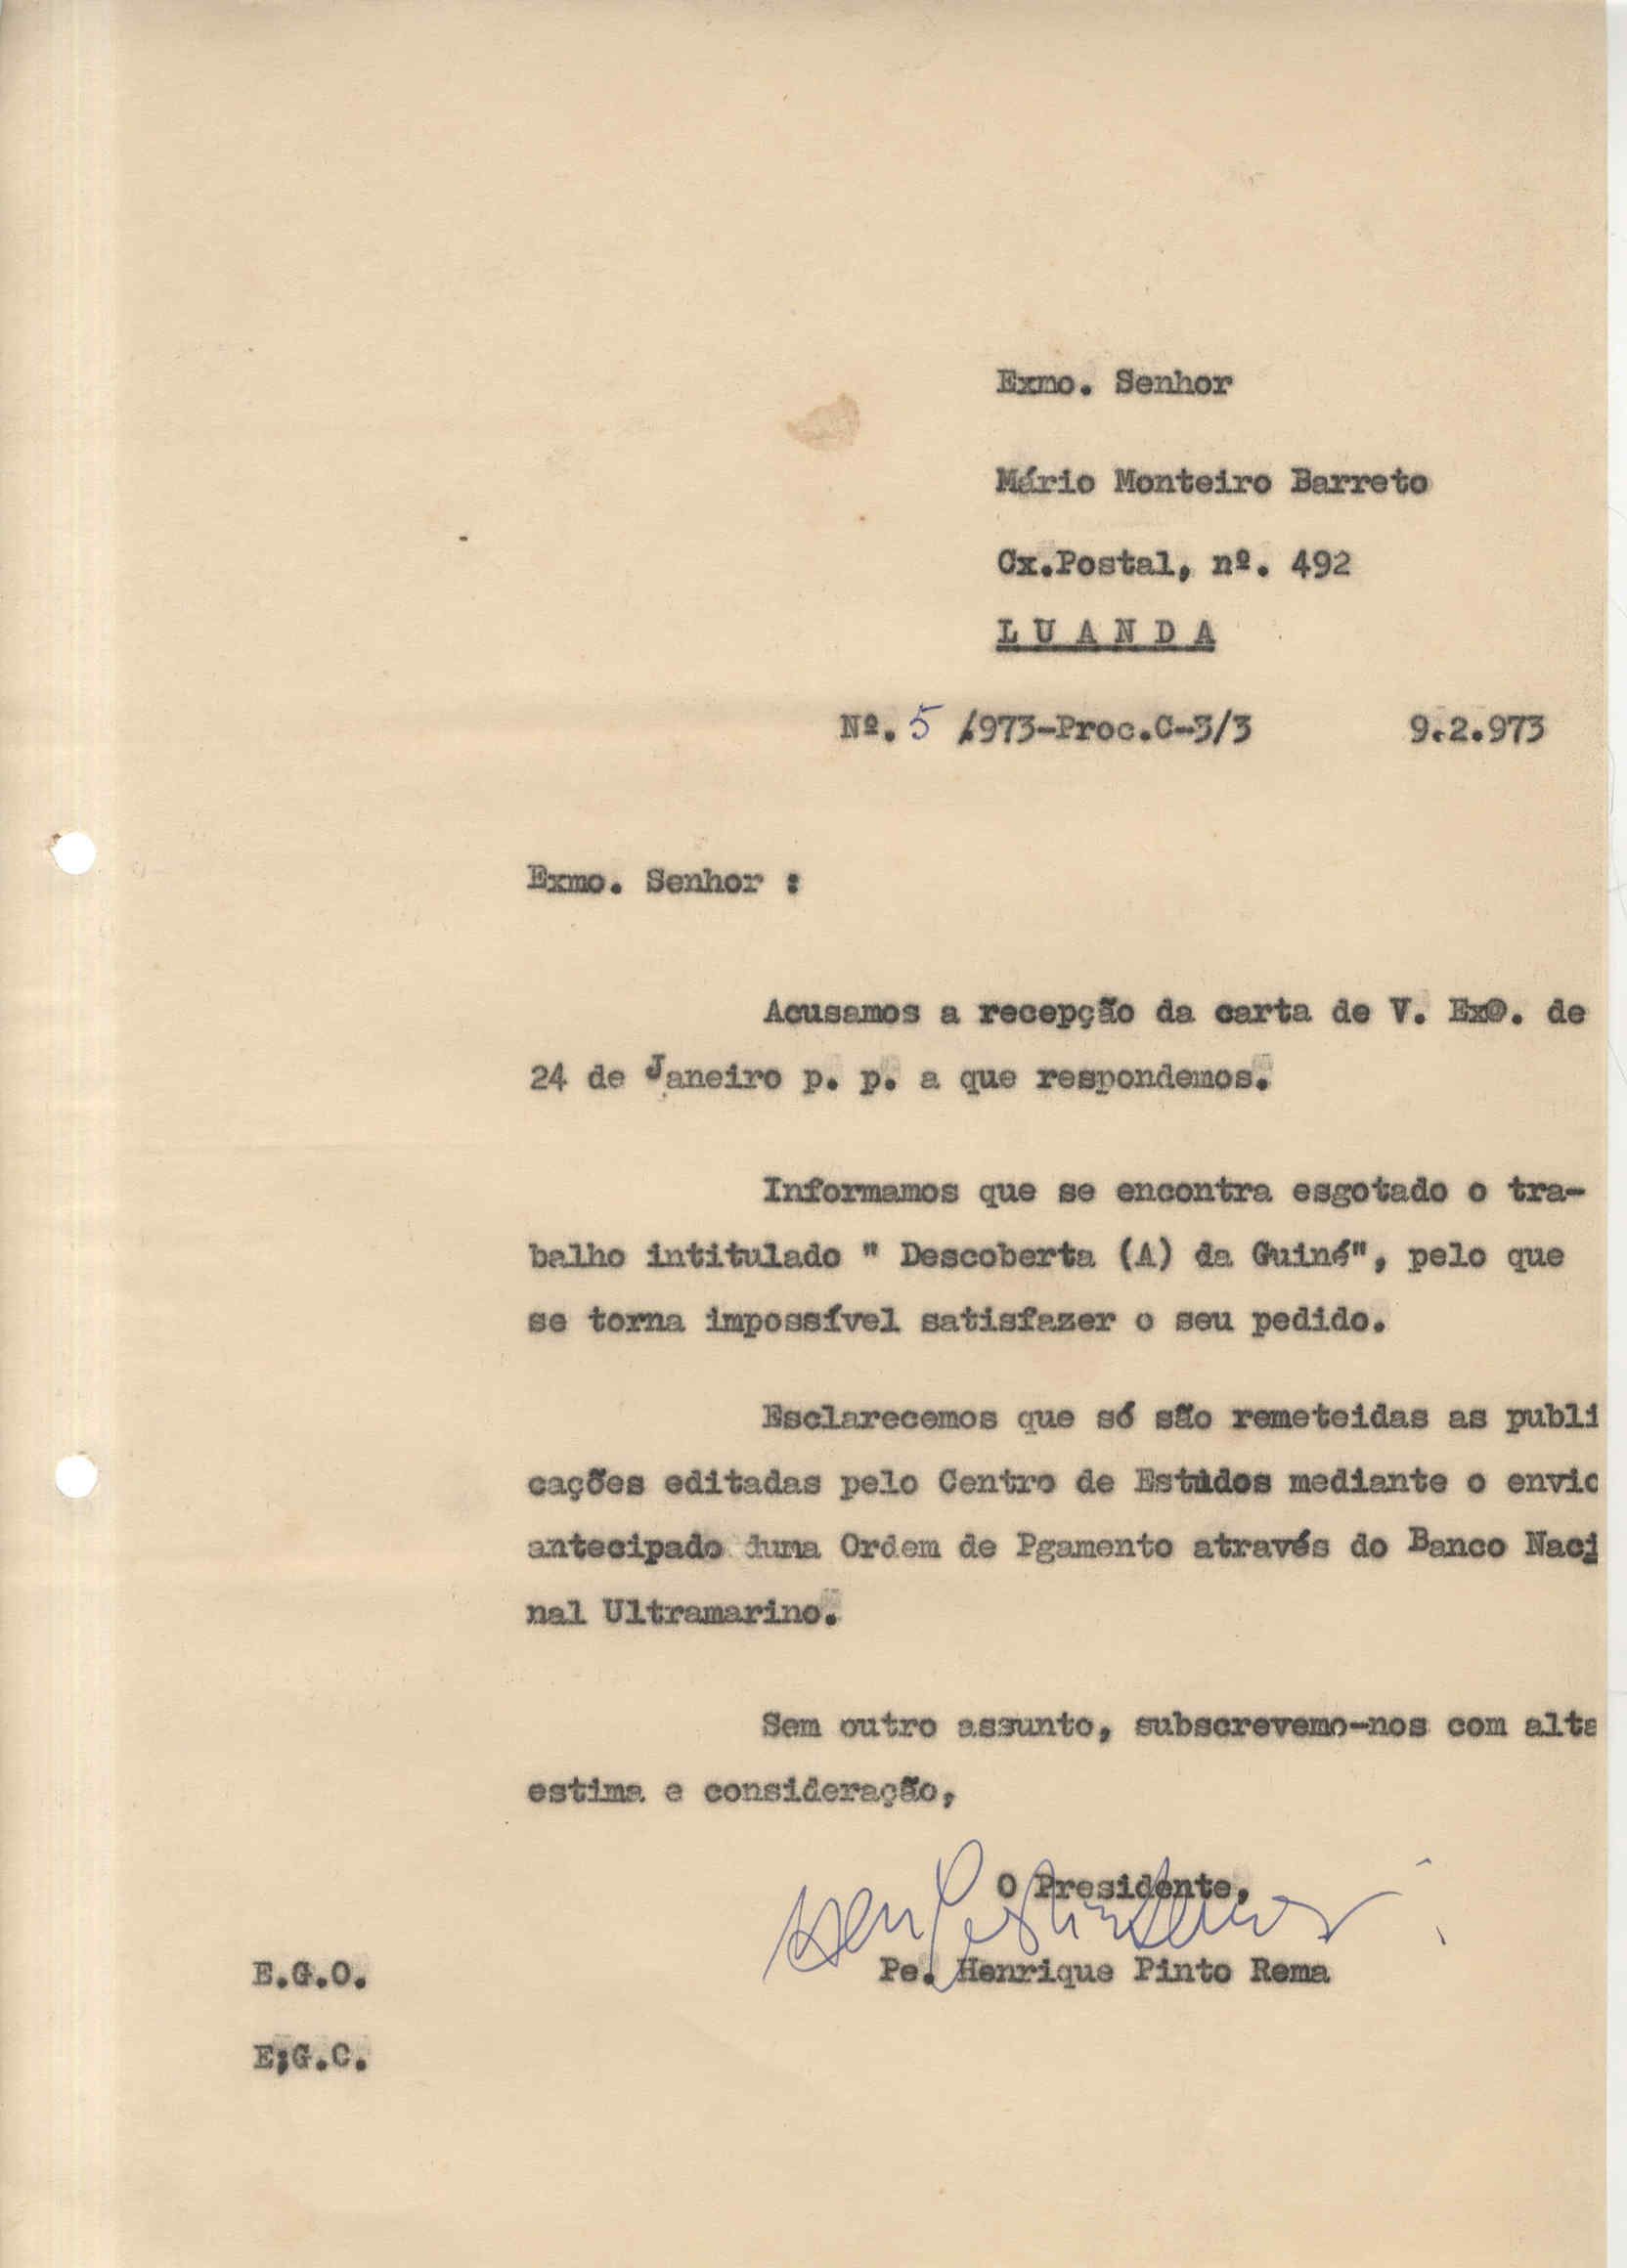 Exmo. Senhor
Mário Monteiro Barreto
Cx.Postal, nº. 492
LUANDA
Nº. 5 /.973-Proc.C-3/3 9.2.973
Exmo. Senhor :
Acusamos a recepção da carta de V. Exª. de
24 de Janeiro p. p. a que respondemos.
Informamos que se encontra esgotado o tra-
balho intitulado " Descoberta (A) da Guiné", pelo que
se torna impossível satisfazer o seu pedido.
Esclarecemos que só são remeteidas as publi
cações editadas pelo Centro de Estudos mediante o envio
antecipado duma Ordem de Pgamento através do Banco Naci
nal Ultramarino.
Sem outro assunto, subscrevemo-nos com alta
estima e consideração,
O Presidente,
Pe. Henrique Pinto Rema
E.G.O.
E;G.C.